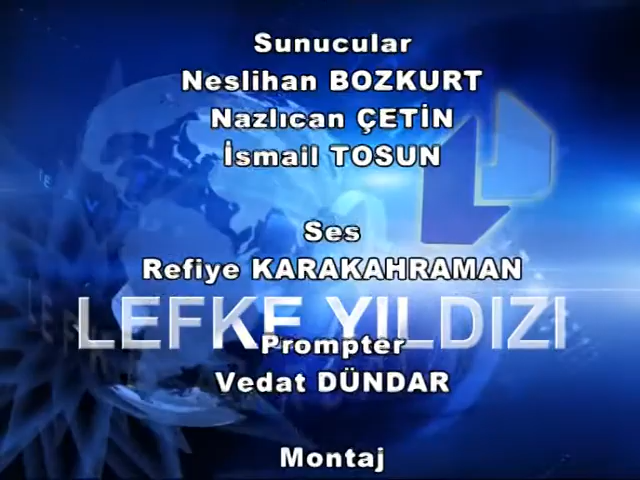 Sunucular
Neslihan BOZKURT
Nazlıcan ÇETİN
İsmail TOSUN
Ses
Refiye KARAKAHRAMAN
LEFKE YILDIZI
Prompter
Vedat DÜNDAR
Montaj